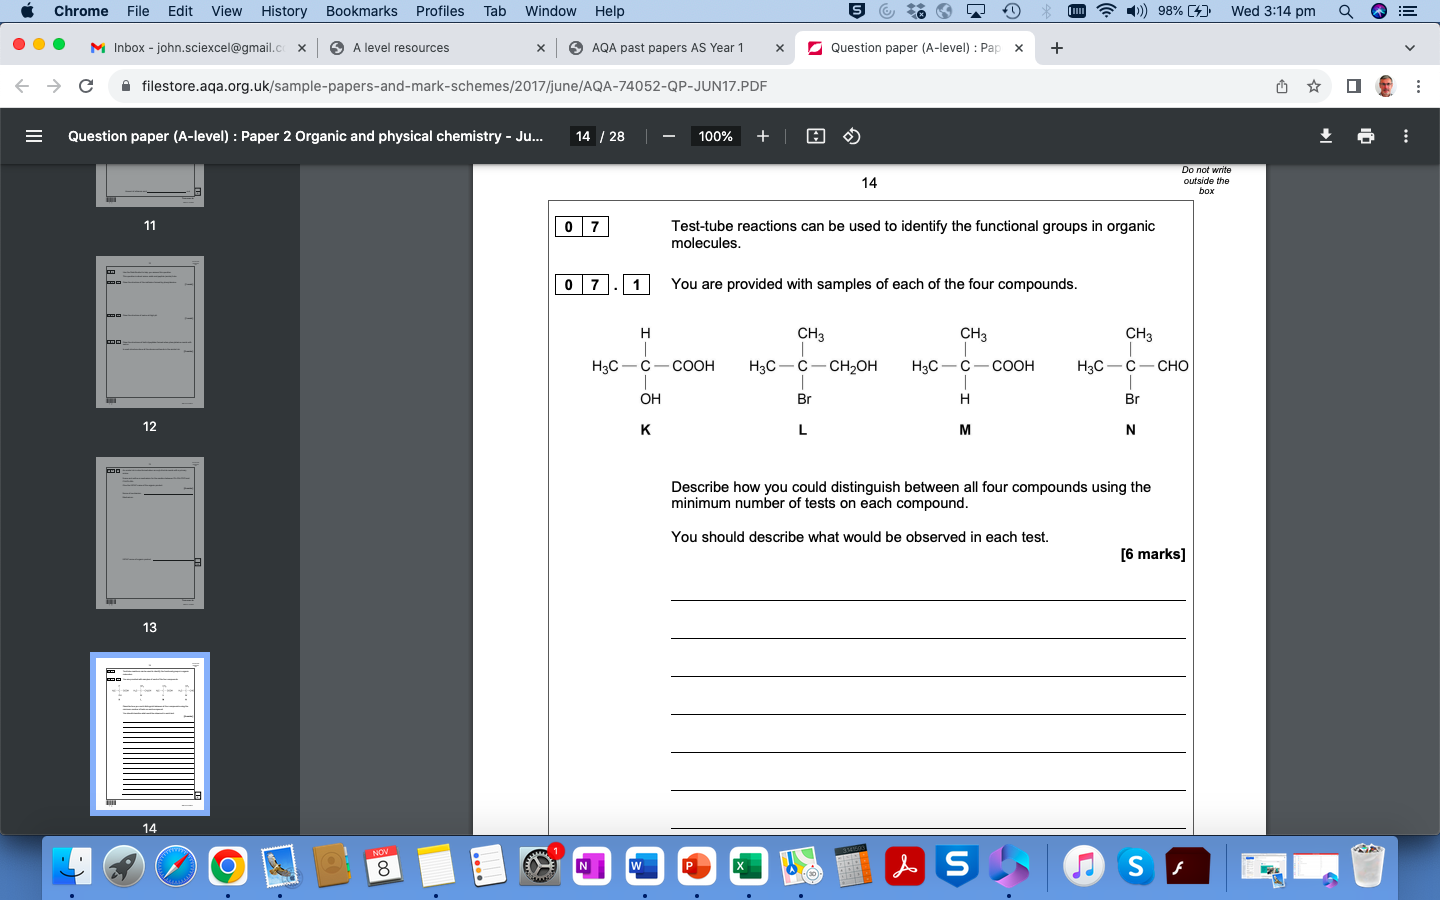 Chrome File Edit View History Bookmarks Profiles Tab Window Help 98% Wed 3:14 pm
Inbox - john.sciexcel@gmail.c A level resources AQA past papers AS Year 1 Question paper (A-level) : Pap
filestore.aqa.org.uk/sample-papers-and-mark-schemes/2017/june/AQA-74052-QP-JUN17.PDF
Question paper (A-level) : Paper 2 Organic and physical chemistry - Ju... 14 / 28 100%
11
12
13
14
Do not write
outside the
box
14
0 7 Test-tube reactions can be used to identify the functional groups in organic
molecules.
0 7 . 1 You are provided with samples of each of the four compounds.
H CH3 CH3 CH3
H3C — C — COOH H3C — C — CH2OH H3C — C — COOH H3C — C — CHO
OH Br H Br
K L M N
Describe how you could distinguish between all four compounds using the
minimum number of tests on each compound.
You should describe what would be observed in each test.
[6 marks]
NOV
8
1
N W P X
S S